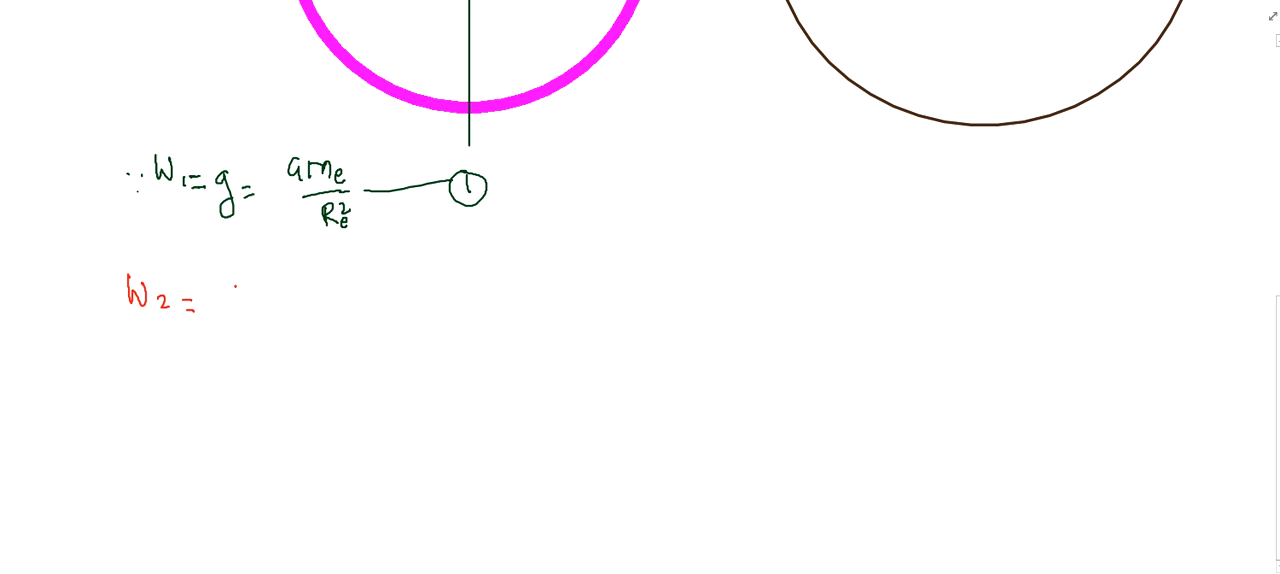 ∵ W₁ = g = GMe / Re² — ①
W₂ =